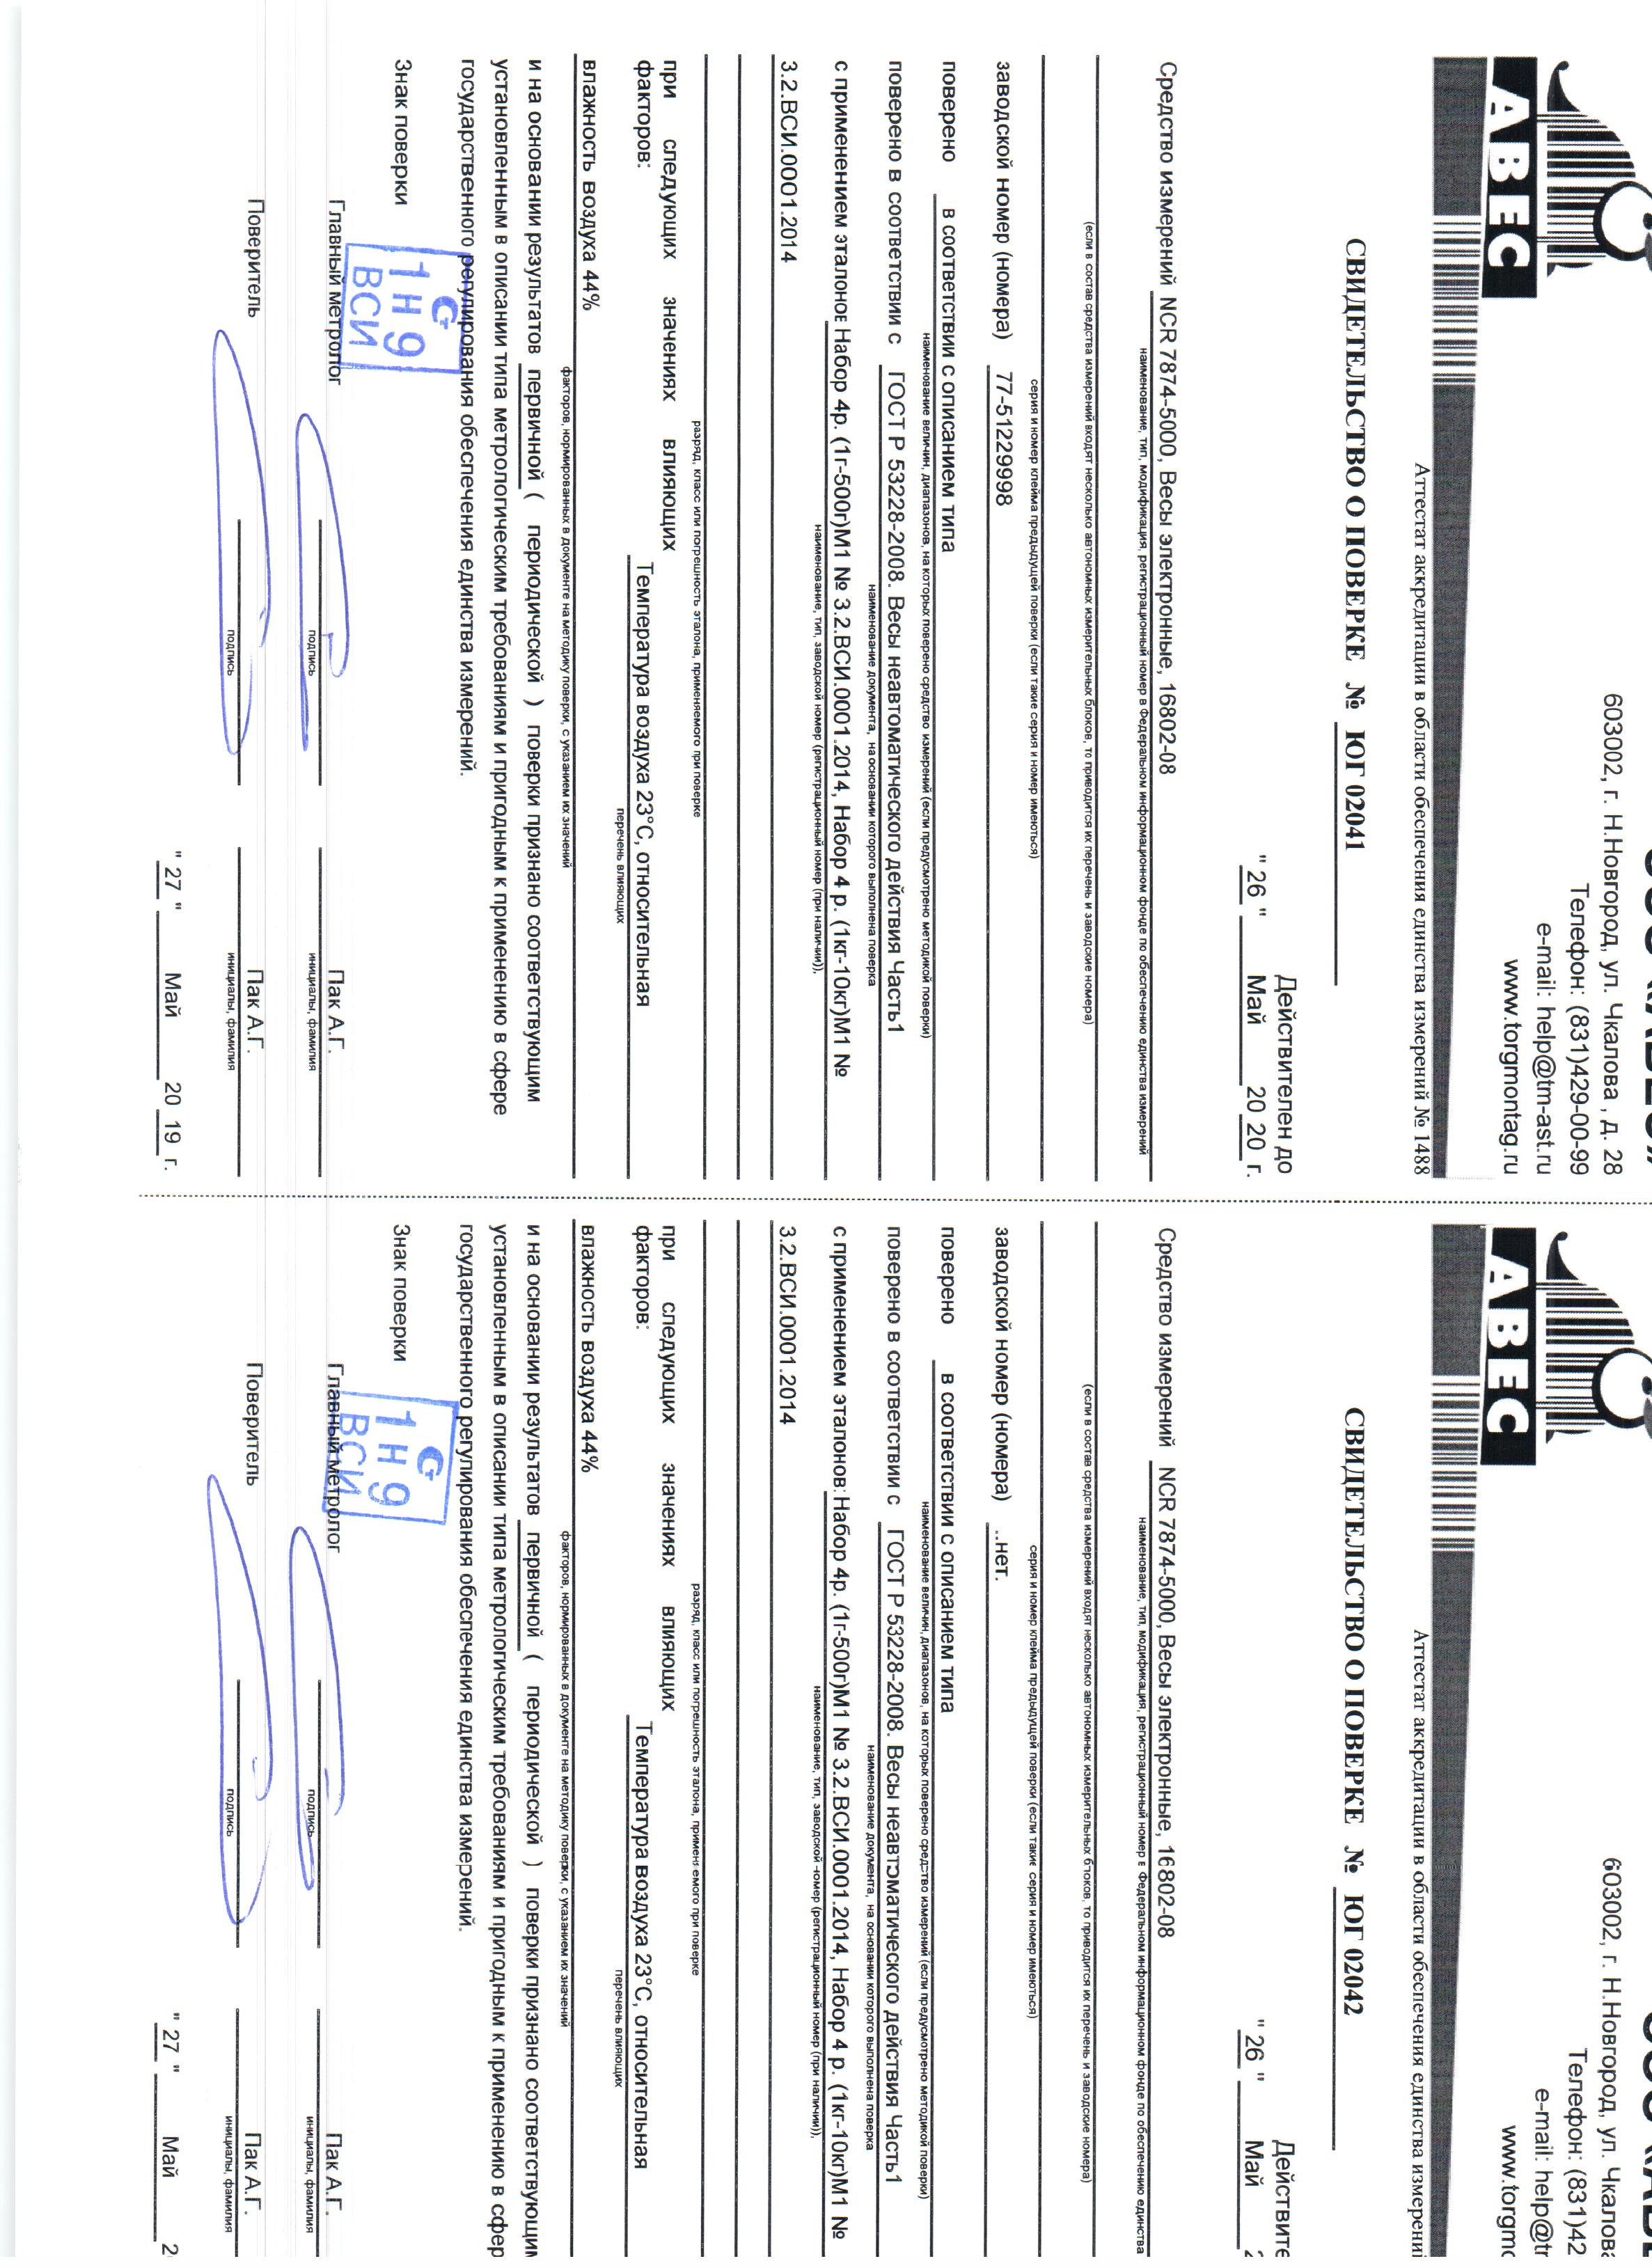 АВЕС
603002, г. Н.Новгород, ул. Чкалова , д. 28
Телефон: (831)429-00-99
e-mail: help@tm-ast.ru
www.torgmontag.ru
Аттестат аккредитации в области обеспечения единства измерений № 1488
СВИДЕТЕЛЬСТВО О ПОВЕРКЕ № ЮГ 02041
Действителен до
" 26 " Май 20 20 г.
Средство измерений NCR 7874-5000, Весы электронные, 16802-08
наименование, тип, модификация, регистрационный номер в Федеральном информационном фонде по обеспечению единства измерений
(если в состав средства измерений входят несколько автономных измерительных блоков, то приводится их перечень и заводские номера)
серия и номер клейма предыдущей поверки (если такие серия и номер имеються)
заводской номер (номера) 77-51229998
поверено в соответствии с описанием типа
наименование величин, диапазонов, на которых поверено средство измерений (если предусмотрено методикой поверки)
поверено в соответствии с ГОСТ Р 53228-2008. Весы неавтоматического действия Часть1
наименование документа, на основании которого выполнена поверка
с применением эталонов Набор 4р. (1г-500г)М1 № 3.2.ВСИ.0001.2014, Набор 4 р. (1кг-10кг)М1 №
наименование, тип, заводской номер (регистрационный номер (при наличии)),
3.2.ВСИ.0001.2014
разряд, класс или погрешность эталона, применяемого при поверке
при следующих значениях влияющих
факторов: Температура воздуха 23°С, относительная
перечень влияющих
влажность воздуха 44%
факторов, нормированных в документе на методику поверки, с указанием их значений
и на основании результатов первичной ( периодической ) поверки признано соответствующим
установленным в описании типа метрологическим требованиям и пригодным к применению в сфере
государственного регулирования обеспечения единства измерений.
Знак поверки
1 Н 9
ВСИ
Главный метролог Пак А.Г.
подпись инициалы, фамилия
Поверитель Пак А.Г.
подпись инициалы, фамилия
" 27 " Май 20 19 г.
АВЕС
603002, г. Н.Новгород, ул. Чкалова
Телефон: (831)42
e-mail: help@t
www.torgm
Аттестат аккредитации в области обеспечения единства измерени
СВИДЕТЕЛЬСТВО О ПОВЕРКЕ № ЮГ 02042
Действите
" 26 " Май 2
Средство измерений NCR 7874-5000, Весы электронные, 16802-08
наименование, тип, модификация, регистрационный номер в Федеральном информационном фонде по обеспечению единства
(если в состав средства измерений входят несколько автономных измерительных блоков, то приводится их перечень и заводские номера)
серия и номер клейма предыдущей поверки (если такие серия и номер имеються)
заводской номер (номера) ..нет.
поверено в соответствии с описанием типа
наименование величин, диапазонов, на которых поверено средство измерений (если предусмотрено методикой поверки)
поверено в соответствии с ГОСТ Р 53228-2008. Весы неавтоматического действия Часть1
наименование документа, на основании которого выполнена поверка
с применением эталонов: Набор 4р. (1г-500г)М1 № 3.2.ВСИ.0001.2014, Набор 4 р. (1кг-10кг)М1 №
наименование, тип, заводской номер (регистрационный номер (при наличии)),
3.2.ВСИ.0001.2014
разряд, класс или погрешность эталона, применяемого при поверке
при следующих значениях влияющих
факторов: Температура воздуха 23°С, относительная
перечень влияющих
влажность воздуха 44%
факторов, нормированных в документе на методику поверки, с указанием их значений
и на основании результатов первичной ( периодической ) поверки признано соответствующим
установленным в описании типа метрологическим требованиям и пригодным к применению в сфер
государственного регулирования обеспечения единства измерений.
Знак поверки
1 Н 9
ВСИ
Главный метролог Пак А.Г.
подпись инициалы, фамилия
Поверитель Пак А.Г.
подпись инициалы, фамилия
" 27 " Май 2